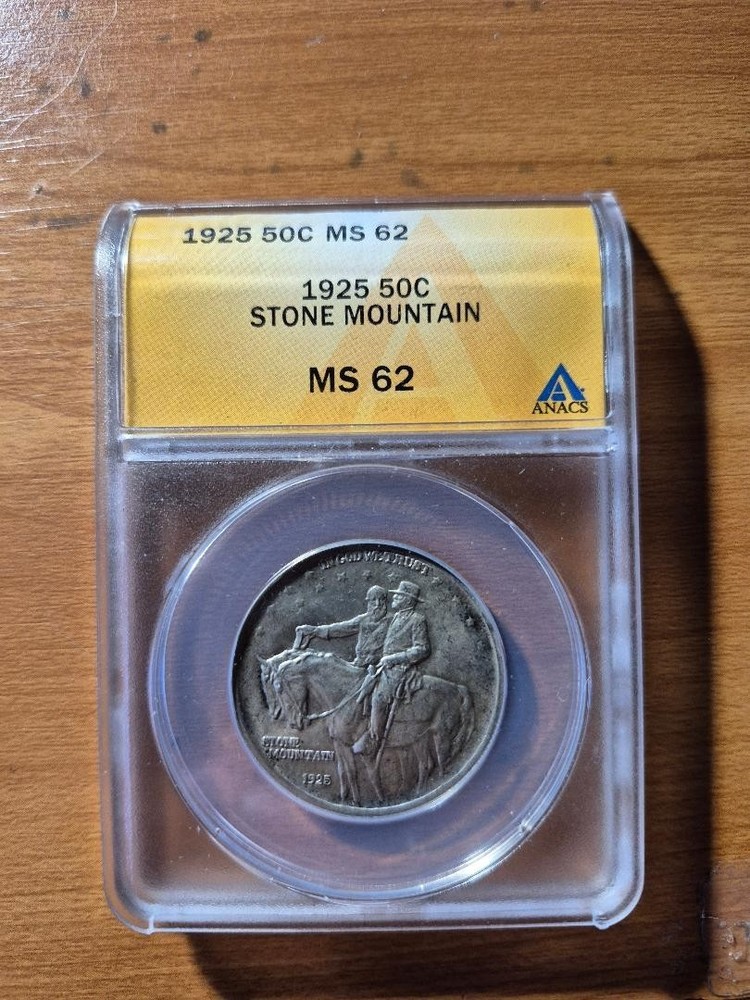 1925 50C MS 62
1925 50C
STONE MOUNTAIN
MS 62
ANACS
IN GOD WE TRUST
STONE
MOUNTAIN
1925